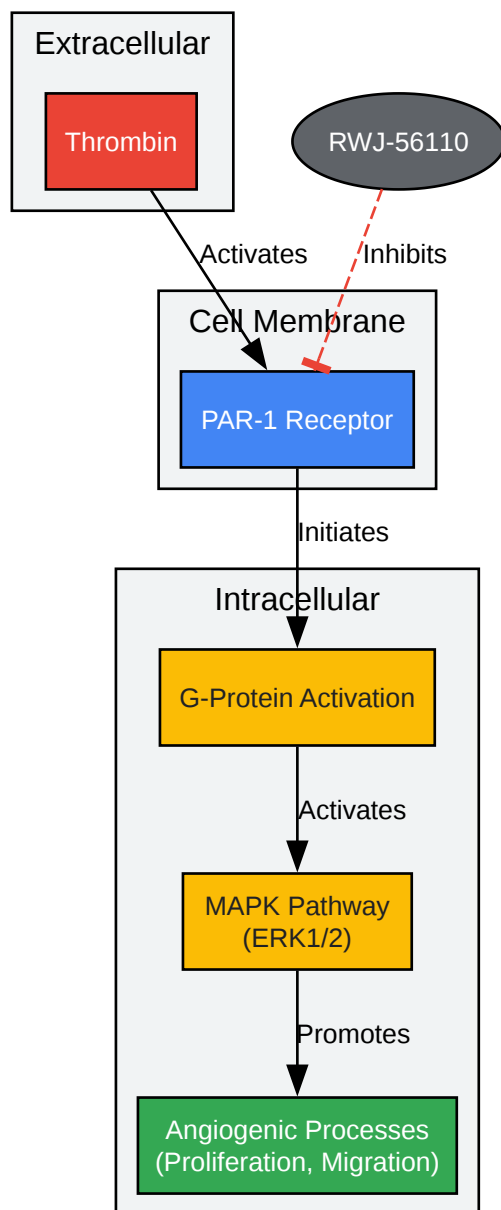 Extracellular
Thrombin
RWJ-56110
Activates
Inhibits
Cell Membrane
PAR-1 Receptor
Initiates
Intracellular
G-Protein Activation
Activates
MAPK Pathway
(ERK1/2)
Promotes
Angiogenic Processes
(Proliferation, Migration)